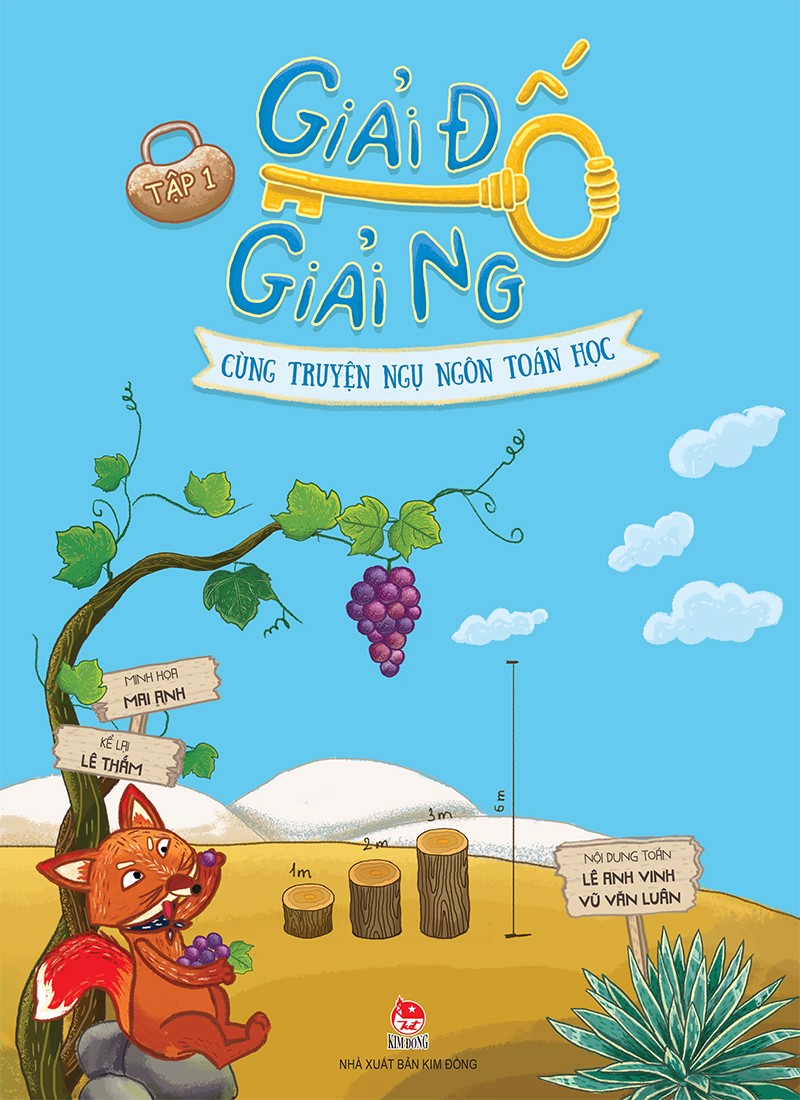 TẬP 1
GIẢI ĐỐ
GIẢI NG
CÙNG TRUYỆN NGỤ NGÔN TOÁN HỌC
MINH HỌA
MAI ANH
KỂ LẠI
LÊ THẮM
1m
2m
3m
6m
NỘI DUNG TOÁN
LÊ ANH VINH
VŨ VĂN LUÂN
KIM ĐỒNG
NHÀ XUẤT BẢN KIM ĐỒNG